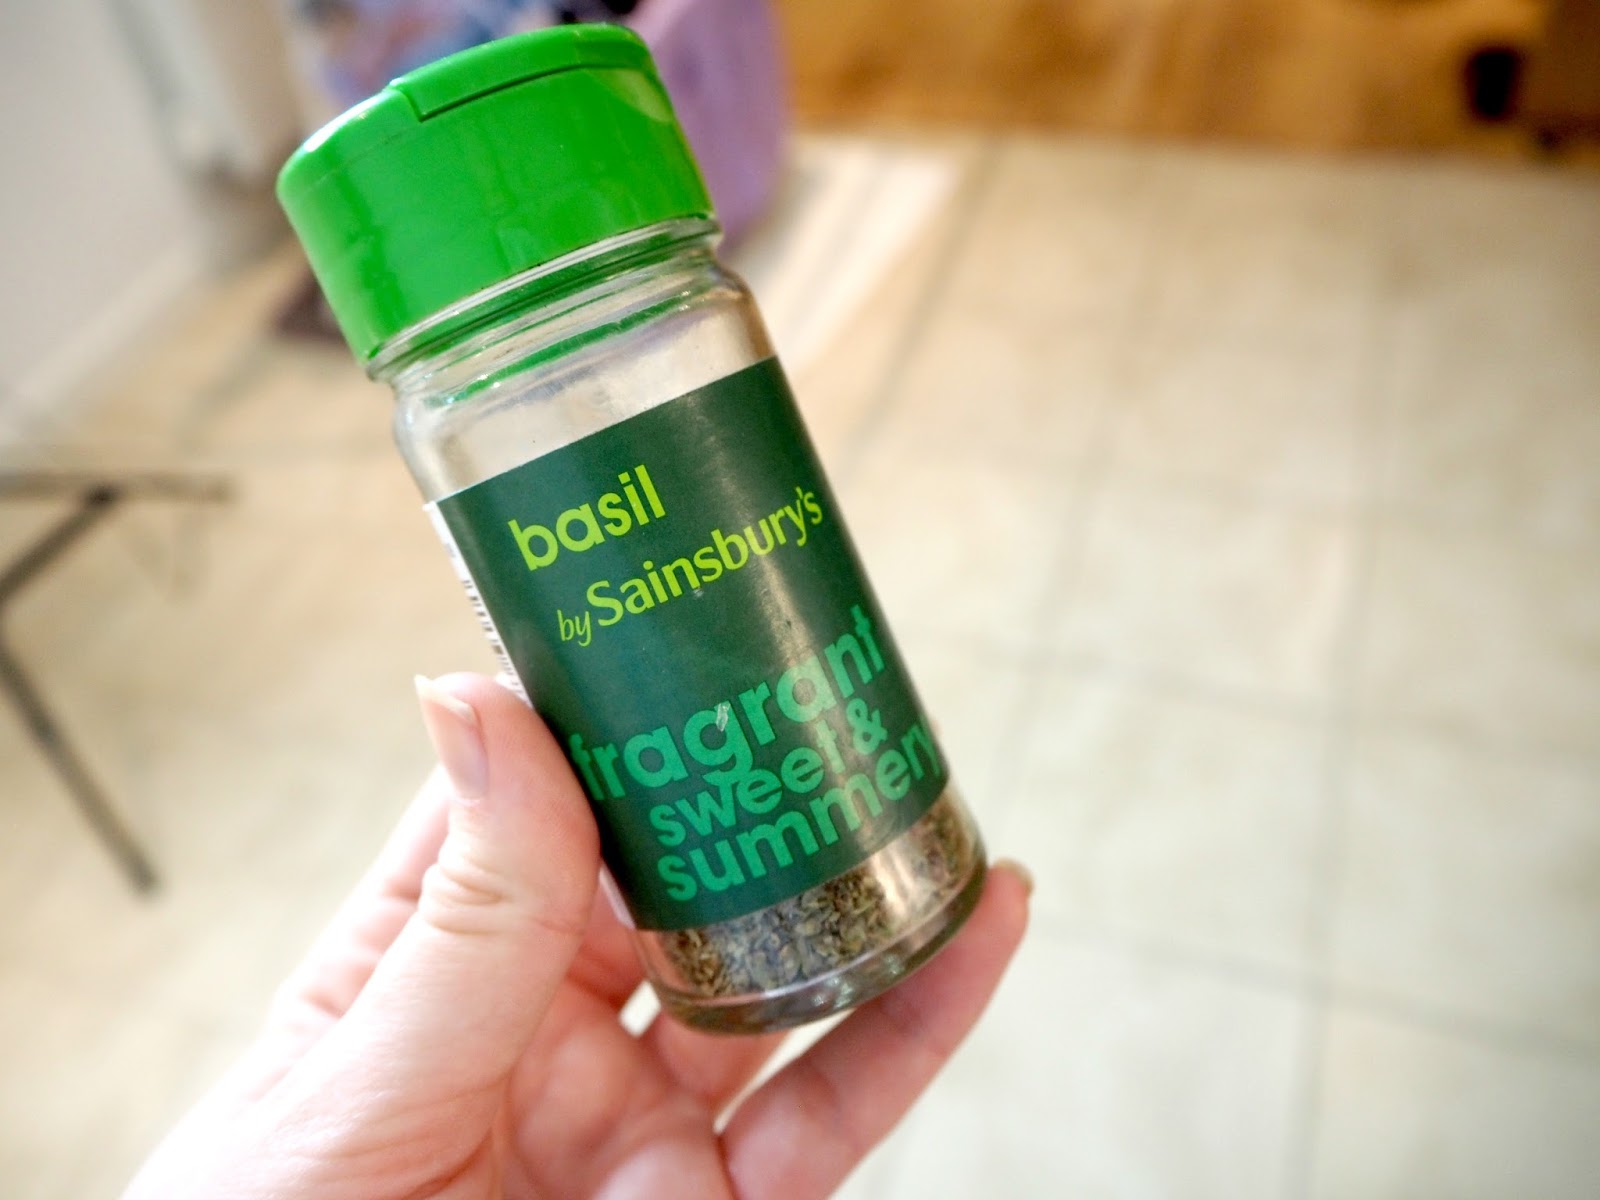 basil
by Sainsbury's
fragrant
sweet &
summery